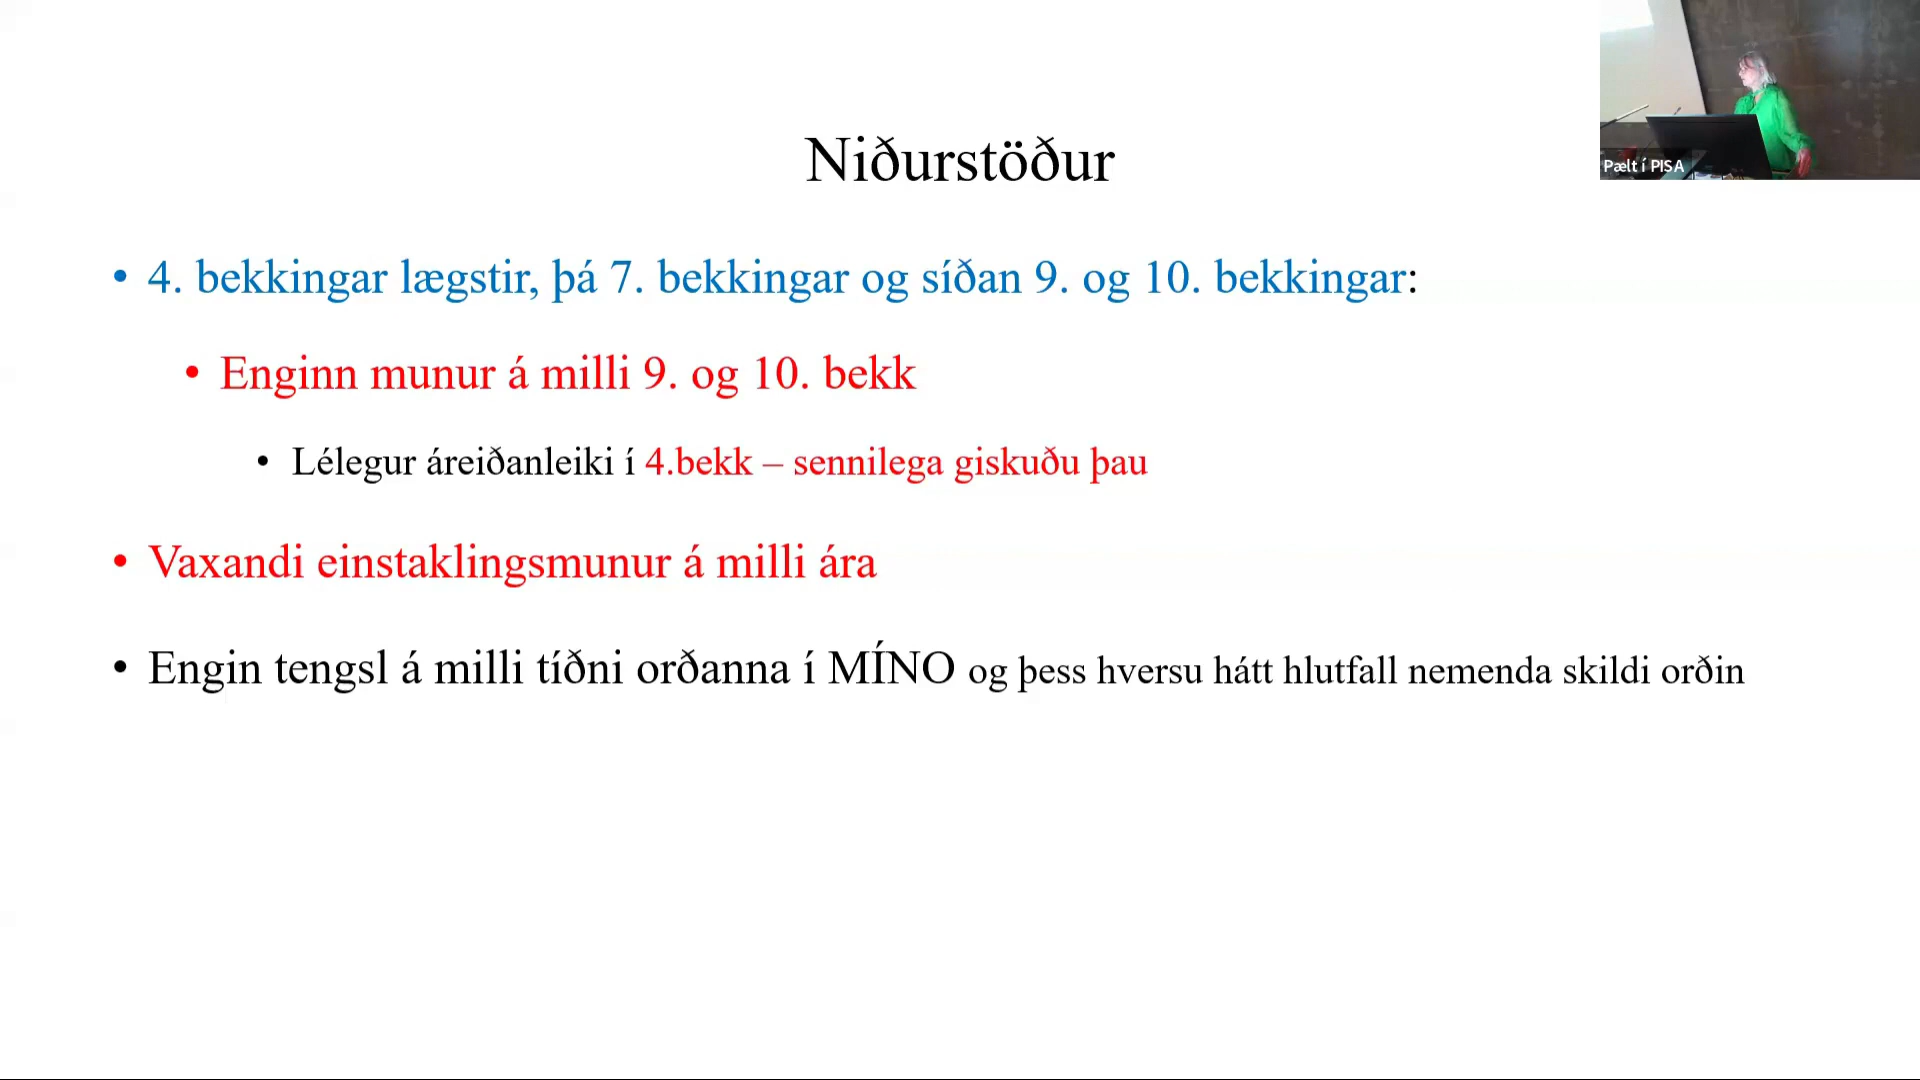 Niðurstöður
Pælt í PISA
• 4. bekkingar lægstir, þá 7. bekkingar og síðan 9. og 10. bekkingar:
• Enginn munur á milli 9. og 10. bekk
• Lélegur áreiðanleiki í 4.bekk – sennilega giskuðu þau
• Vaxandi einstaklingsmunur á milli ára
• Engin tengsl á milli tíðni orðanna í MÍNO og þess hversu hátt hlutfall nemenda skildi orðin